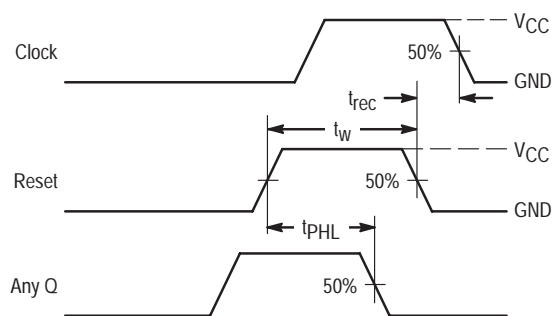 Clock
50%
VCC
GND
trec
tw
Reset
50%
VCC
GND
tPHL
Any Q
50%